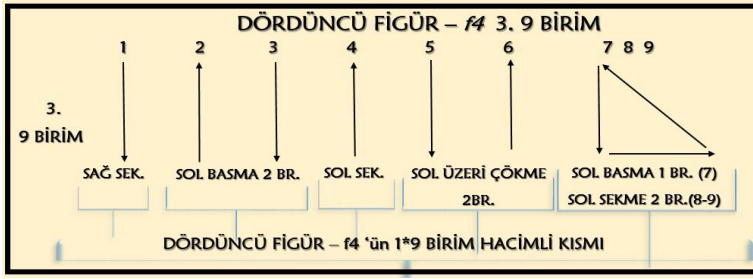 DÖRDÜNCÜ FİGÜR – f4 3. 9 BİRİM
1 2 3 4 5 6 7 8 9
3.
9 BİRİM
SAĞ SEK. SOL BASMA 2 BR. SOL SEK. SOL ÜZERİ ÇÖKME SOL BASMA 1 BR. (7)
2BR. SOL SEKME 2 BR.(8-9)
DÖRDÜNCÜ FİGÜR – f4 ‘ün 1*9 BİRİM HACİMLİ KISMI